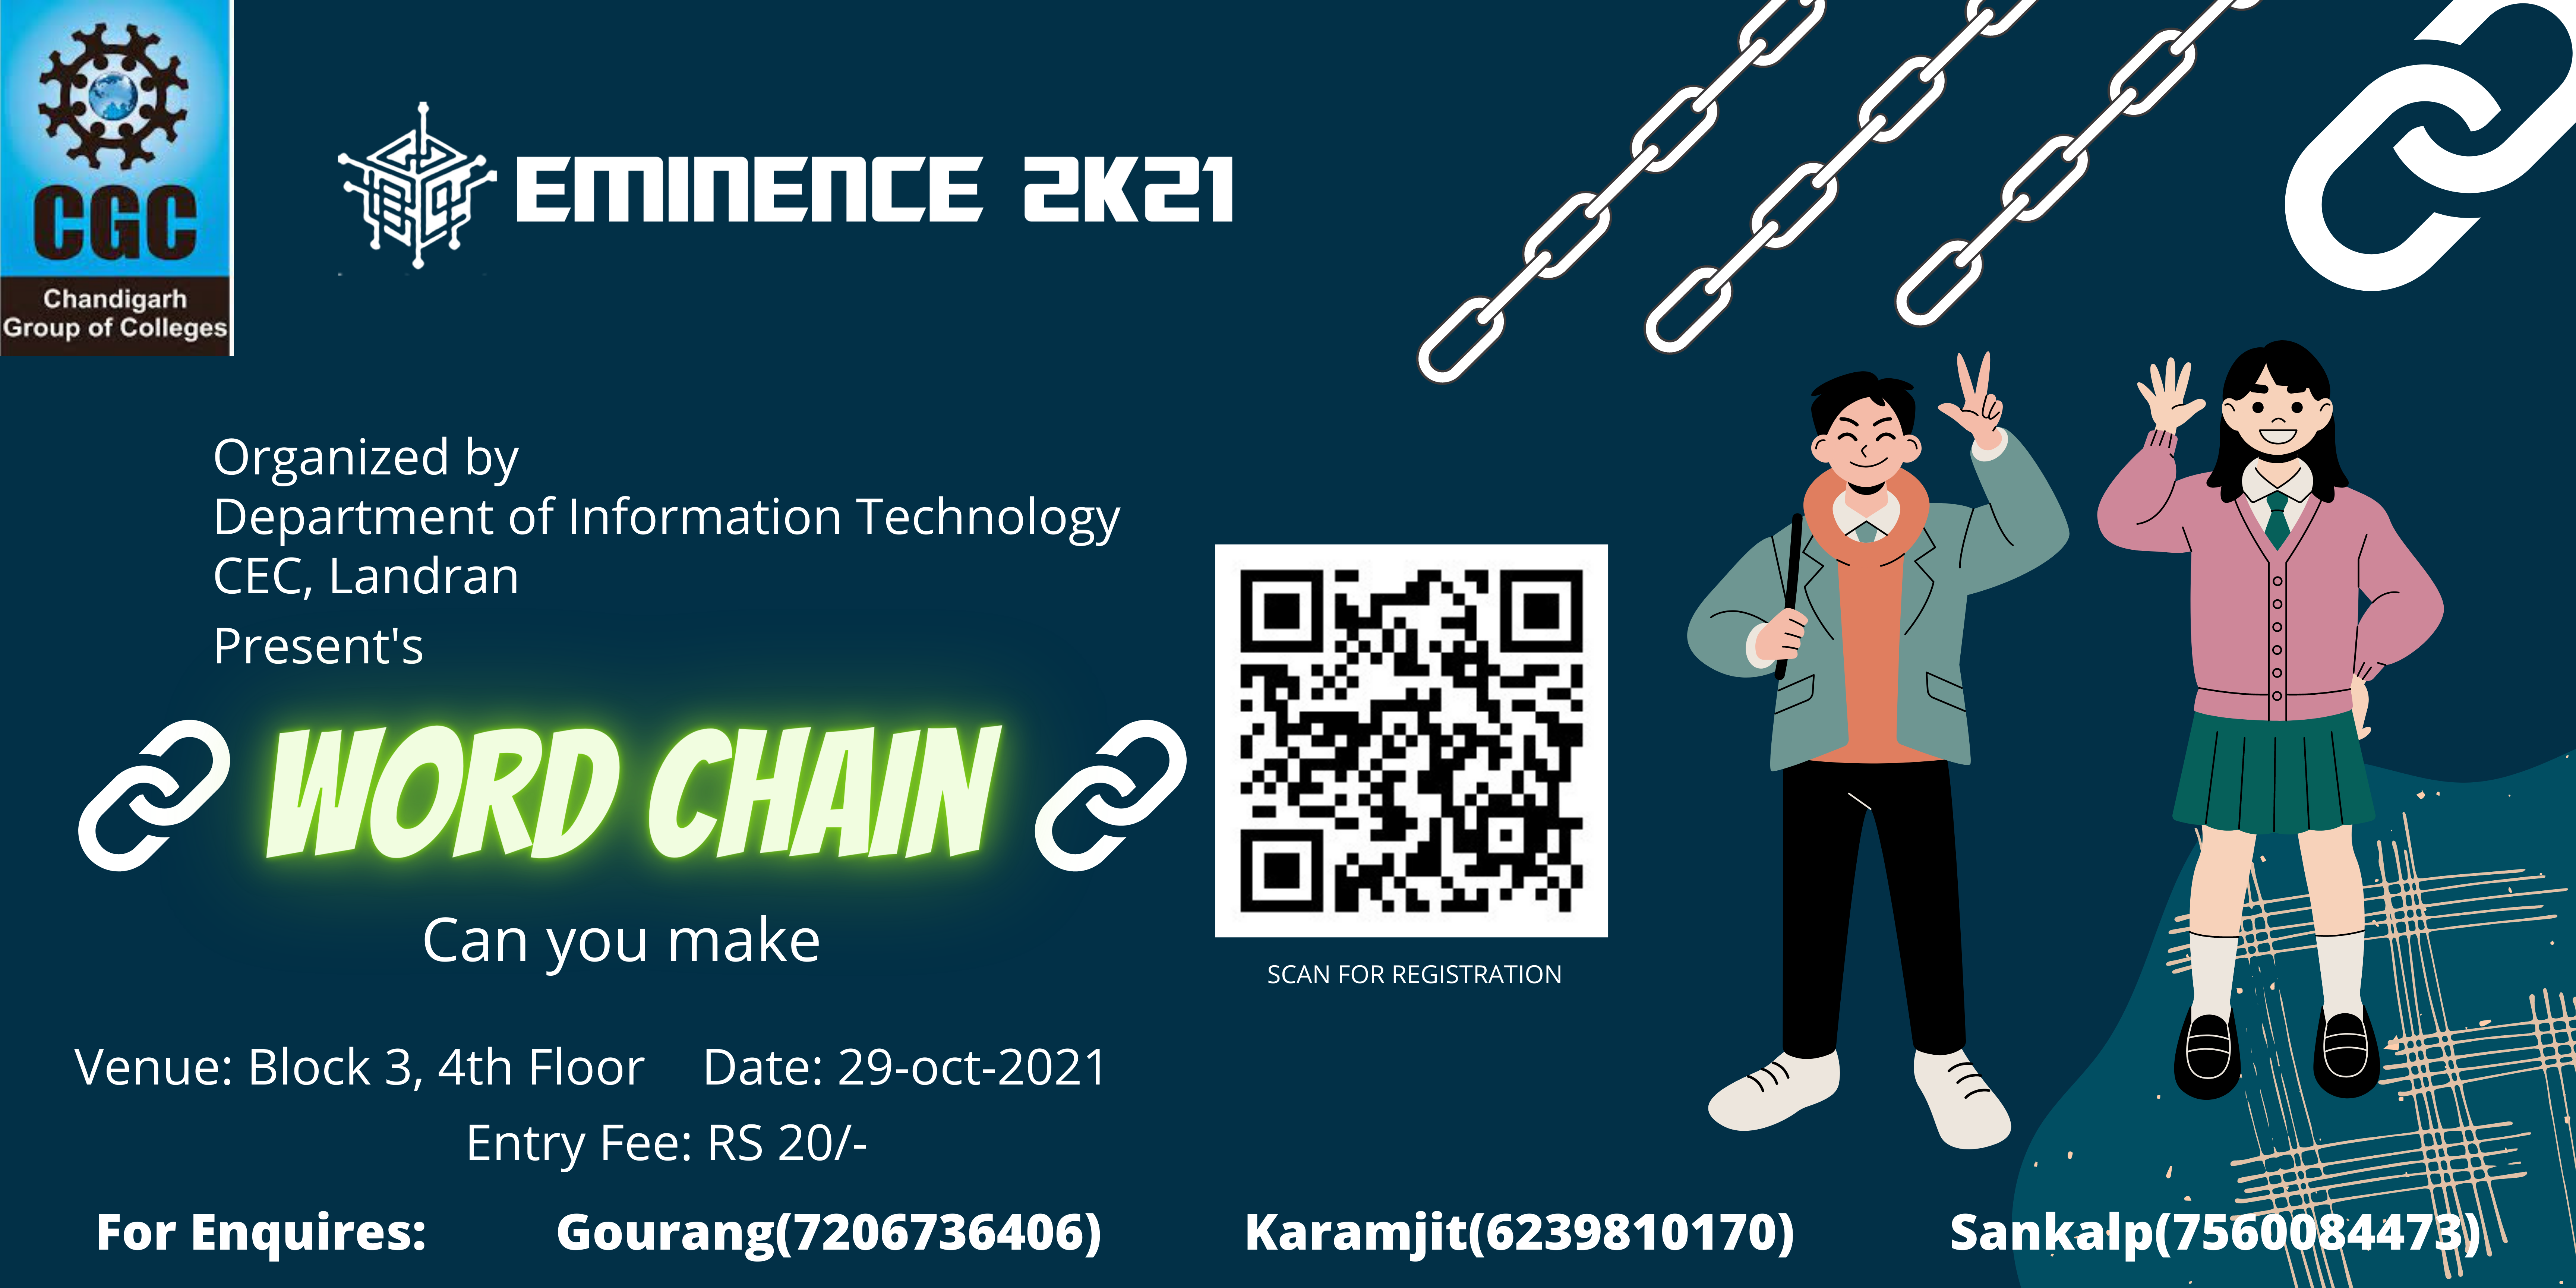 CGC
Chandigarh
Group of Colleges
EMINENCE 2K21
Organized by
Department of Information Technology
CEC, Landran
Present's
WORD CHAIN
Can you make
SCAN FOR REGISTRATION
Venue: Block 3, 4th Floor Date: 29-oct-2021
Entry Fee: RS 20/-
For Enquires: Gourang(7206736406) Karamjit(6239810170) Sankalp(7560084473)